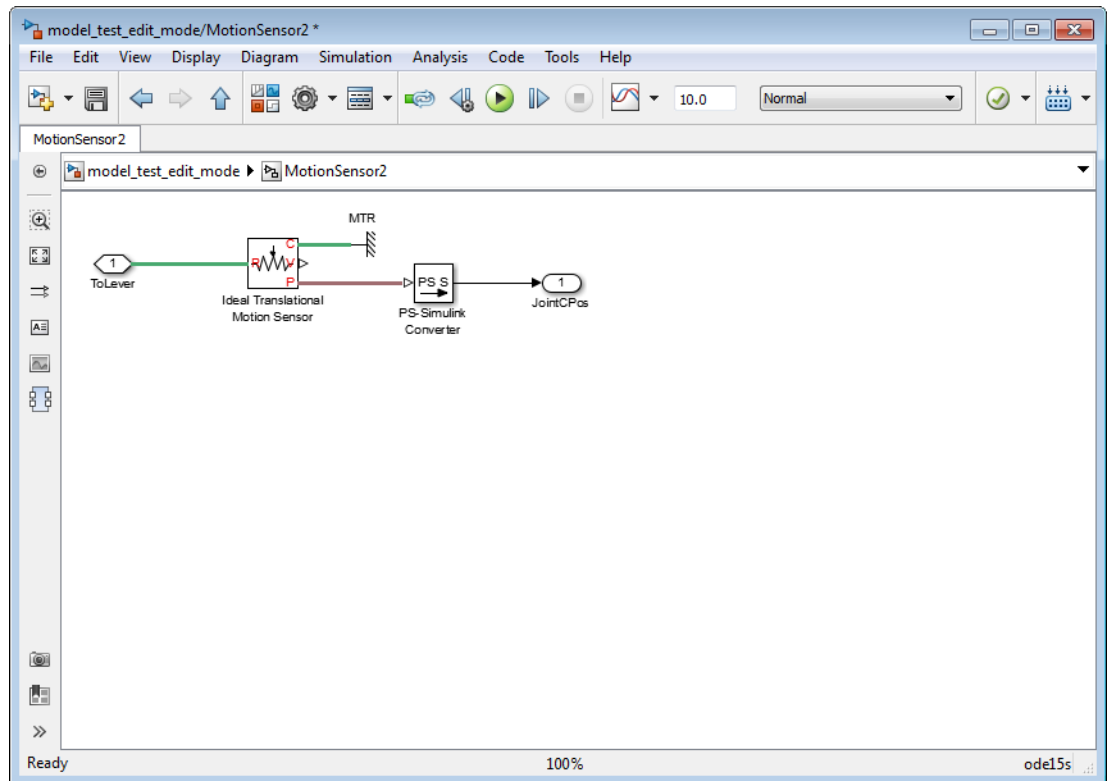 model_test_edit_mode/MotionSensor2 *
File Edit View Display Diagram Simulation Analysis Code Tools Help
10.0 Normal
MotionSensor2
model_test_edit_mode MotionSensor2
MTR
C
1 R V
P PS S 1
ToLever
Ideal Translational
Motion Sensor
PS-Simulink
Converter
JointCPos
Ready 100% ode15s